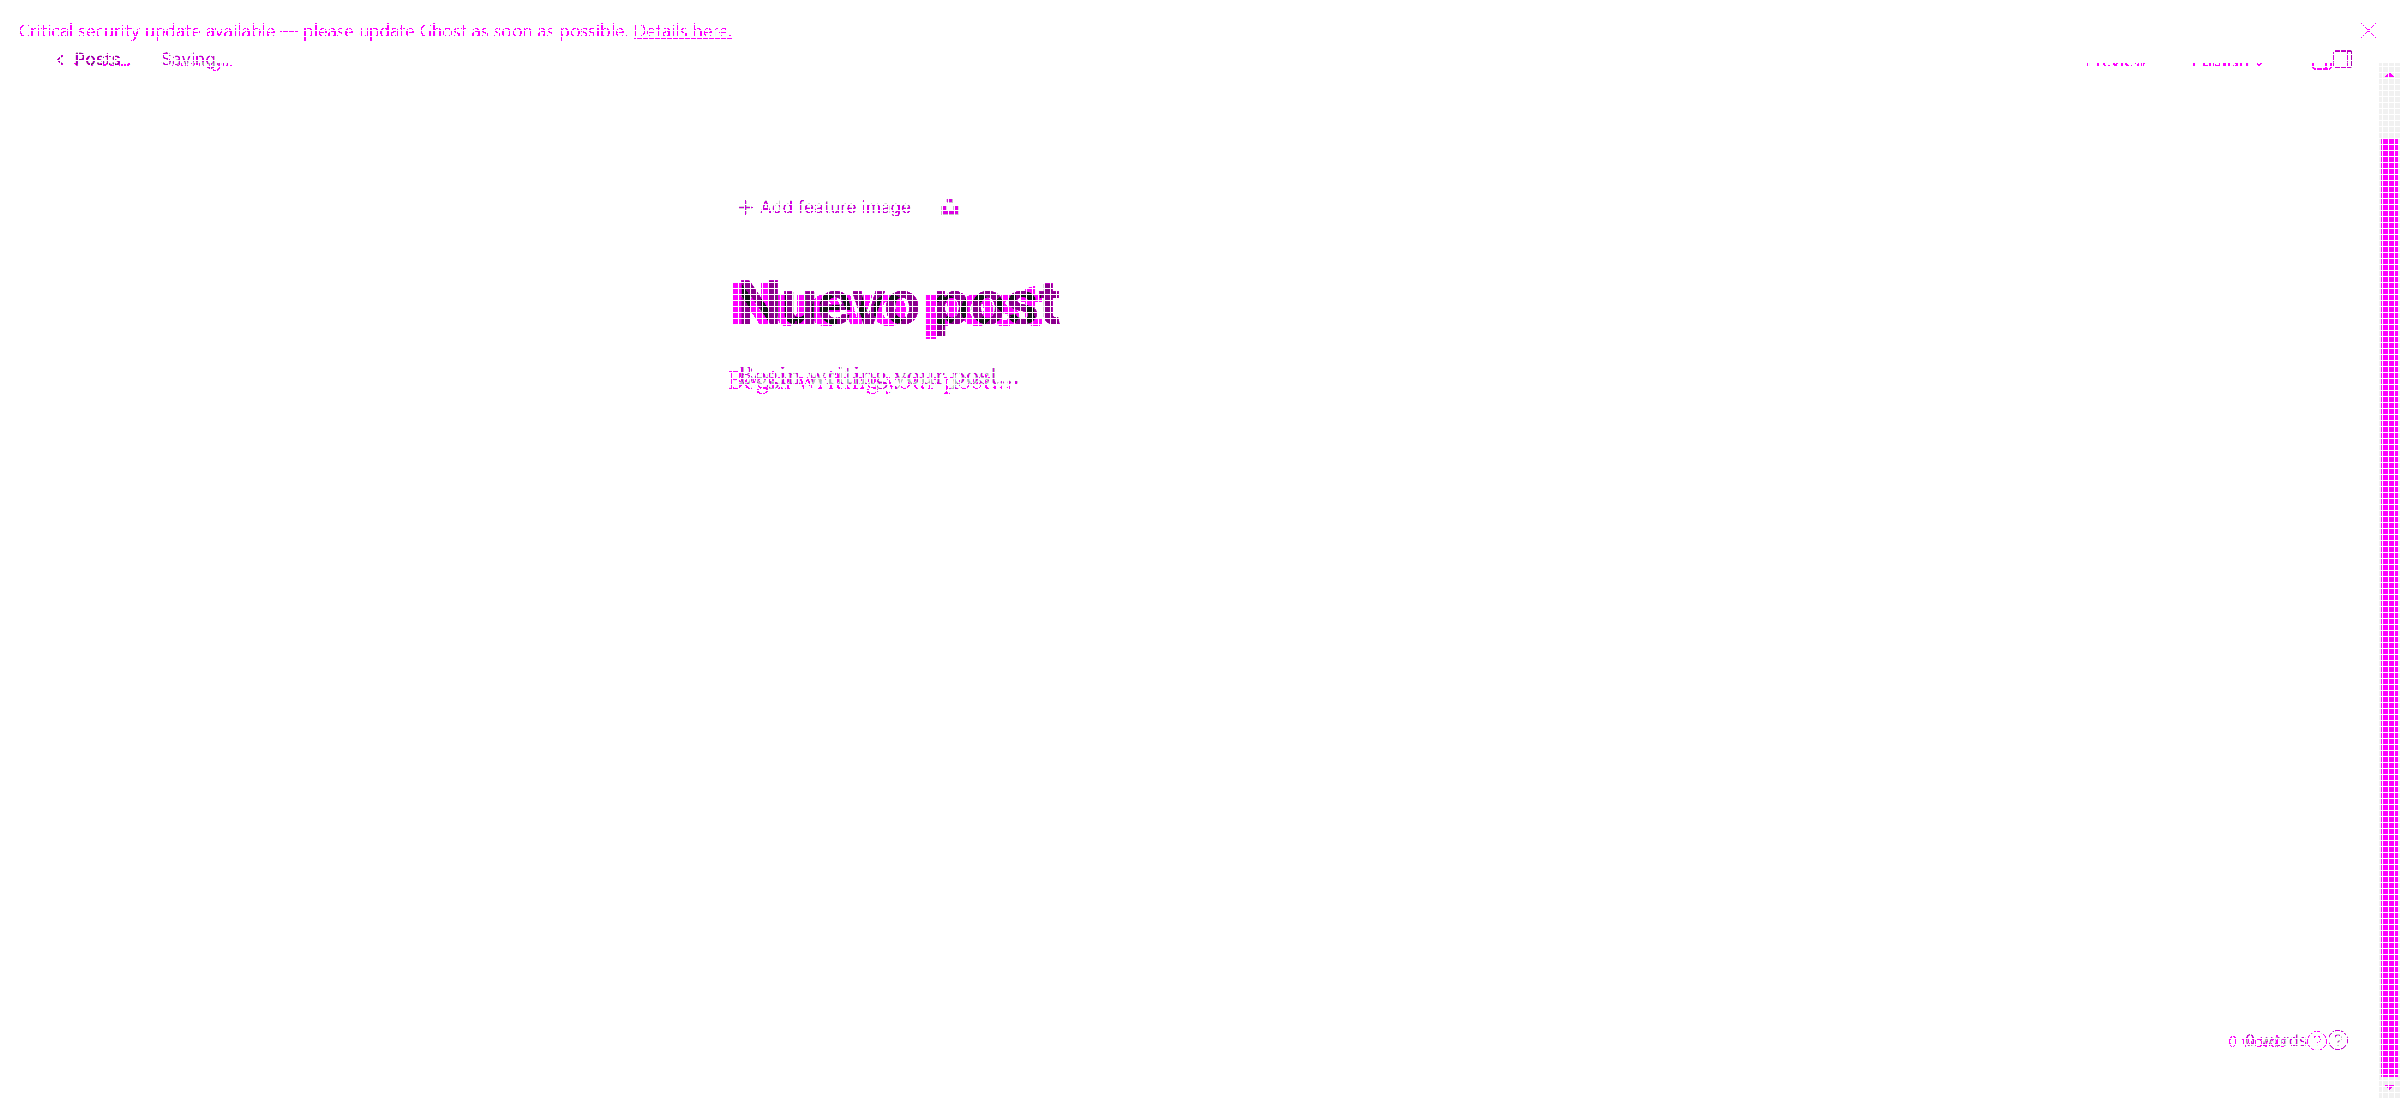 Critical security update available — please update Ghost as soon as possible. Details here.
Posts Saving... Preview Publish
Add feature image
Nuevo post
Begin writing your post...
0 words